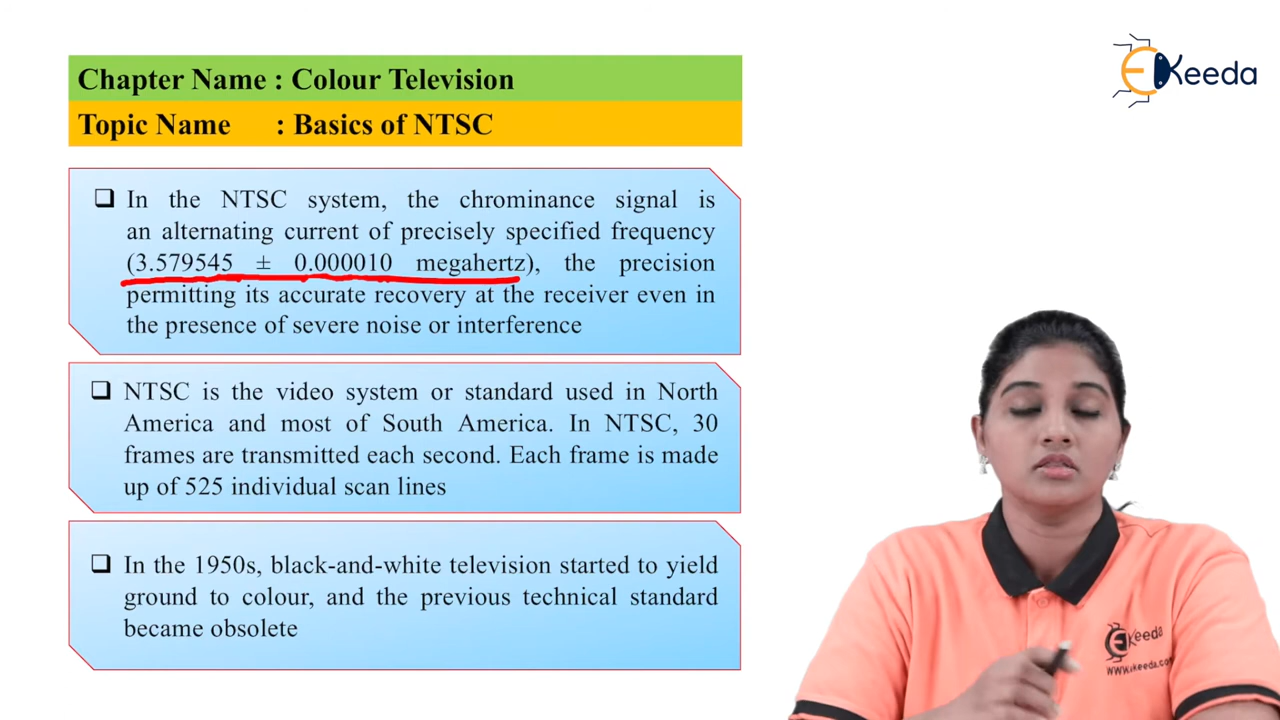 Keeda
Chapter Name : Colour Television
Topic Name : Basics of NTSC
❑ In the NTSC system, the chrominance signal is
an alternating current of precisely specified frequency
(3.579545 ± 0.000010 megahertz), the precision
permitting its accurate recovery at the receiver even in
the presence of severe noise or interference
❑ NTSC is the video system or standard used in North
America and most of South America. In NTSC, 30
frames are transmitted each second. Each frame is made
up of 525 individual scan lines
❑ In the 1950s, black-and-white television started to yield
ground to colour, and the previous technical standard
became obsolete
Keeda
www.ekeeda.com